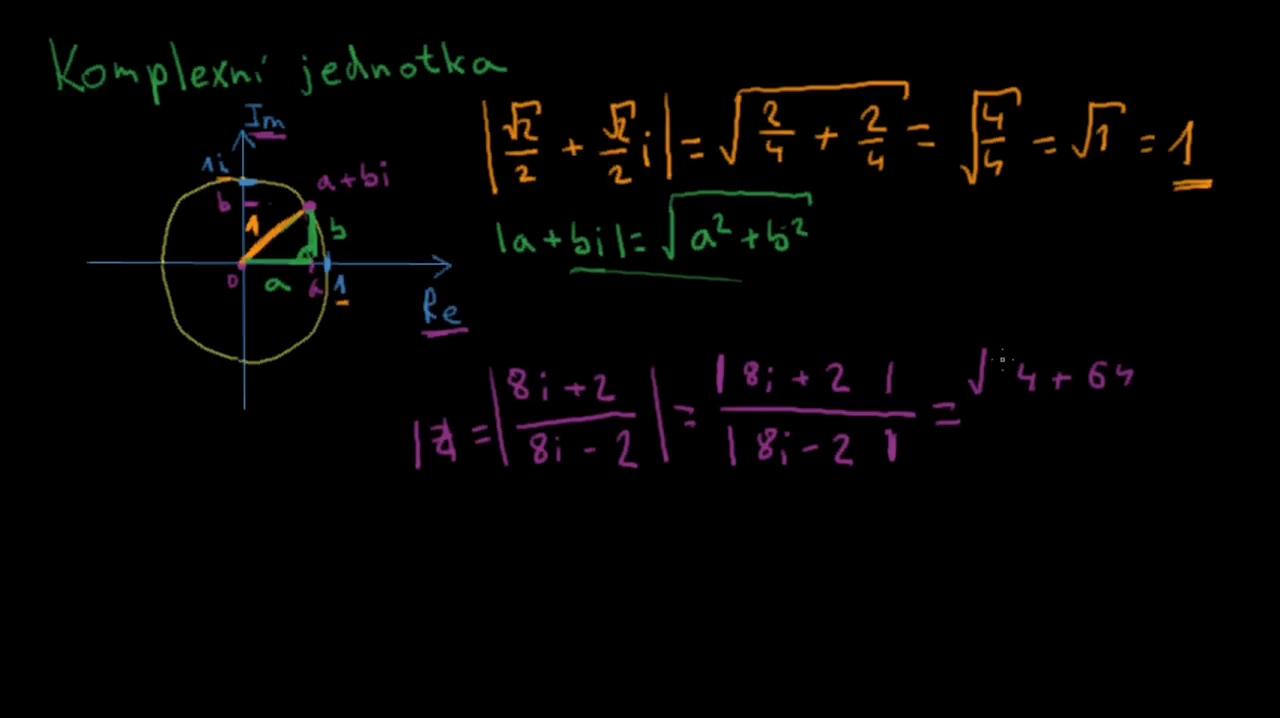 Komplexní jednotka
Im
1i
a+bi
b
1
b
0
a
a
1
Re
|√2/2 + √2/2 i| = √(2/4 + 2/4) = √(4/4) = √1 = 1
|a+bi| = √(a²+b²)
|z| = |(8i+2)/(8i-2)| = |8i+2|/|8i-2| = √4+64